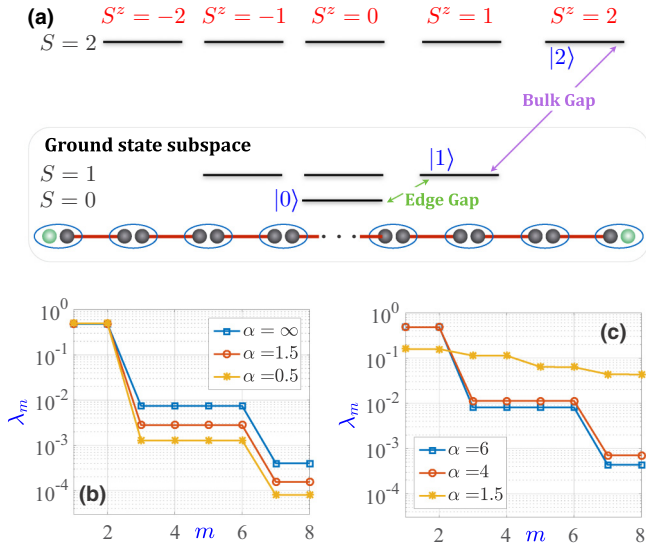 (a) S^z = −2 S^z = −1 S^z = 0 S^z = 1 S^z = 2
S = 2
|2⟩
Bulk Gap
Ground state subspace
S = 1 |1⟩
S = 0 |0⟩ Edge Gap
· · ·
10^0
10^-1
10^-2
10^-3
10^-4
λ_m
α = ∞
α = 1.5
α = 0.5
(b)
2 4 6 8
m
10^0
10^-1
10^-2
10^-3
10^-4
λ_m
(c)
α = 6
α = 4
α = 1.5
2 4 6 8
m